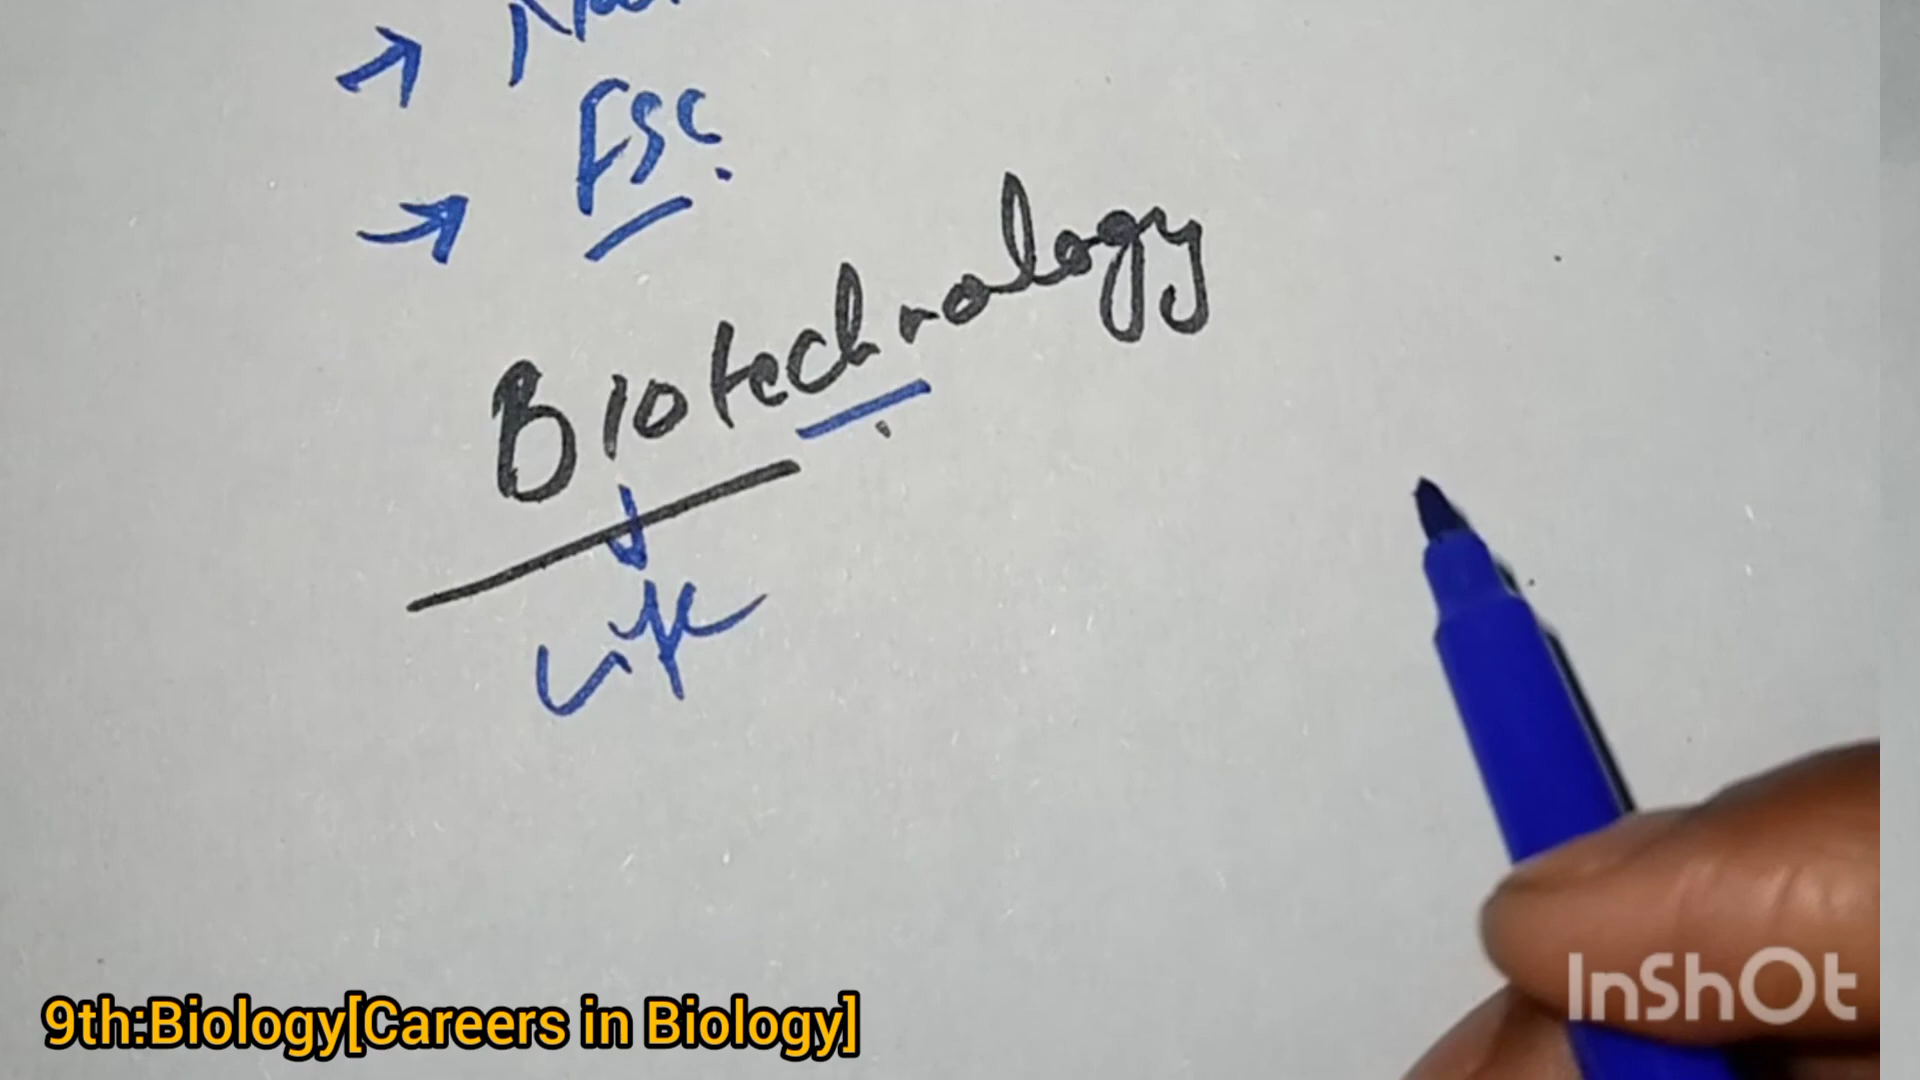 →
FSC.
→
Biotechnology
↓
Life
9th:Biology[Careers in Biology]
InShOt